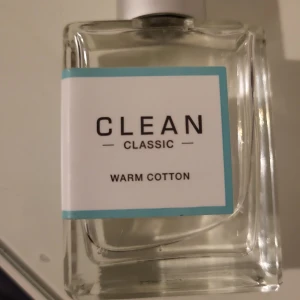 CLEAN
— CLASSIC —
WARM COTTON